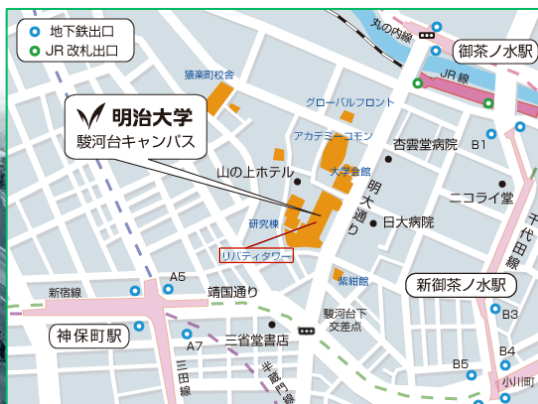 地下鉄出口
JR 改札出口
丸の内線
御茶ノ水駅
JR 線
猿楽町校舎
グローバルフロント
明治大学
駿河台キャンパス
アカデミーコモン
杏雲堂病院
B1
大学会館
山の上ホテル
明大通り
ニコライ堂
千代田線
研究棟
日大病院
リバティタワー
紫紺館
新御茶ノ水駅
A5
新宿線
靖国通り
B3
神保町駅
駿河台下
交差点
A7
三省堂書店
B4
三田線
半蔵門線
B5
小川町